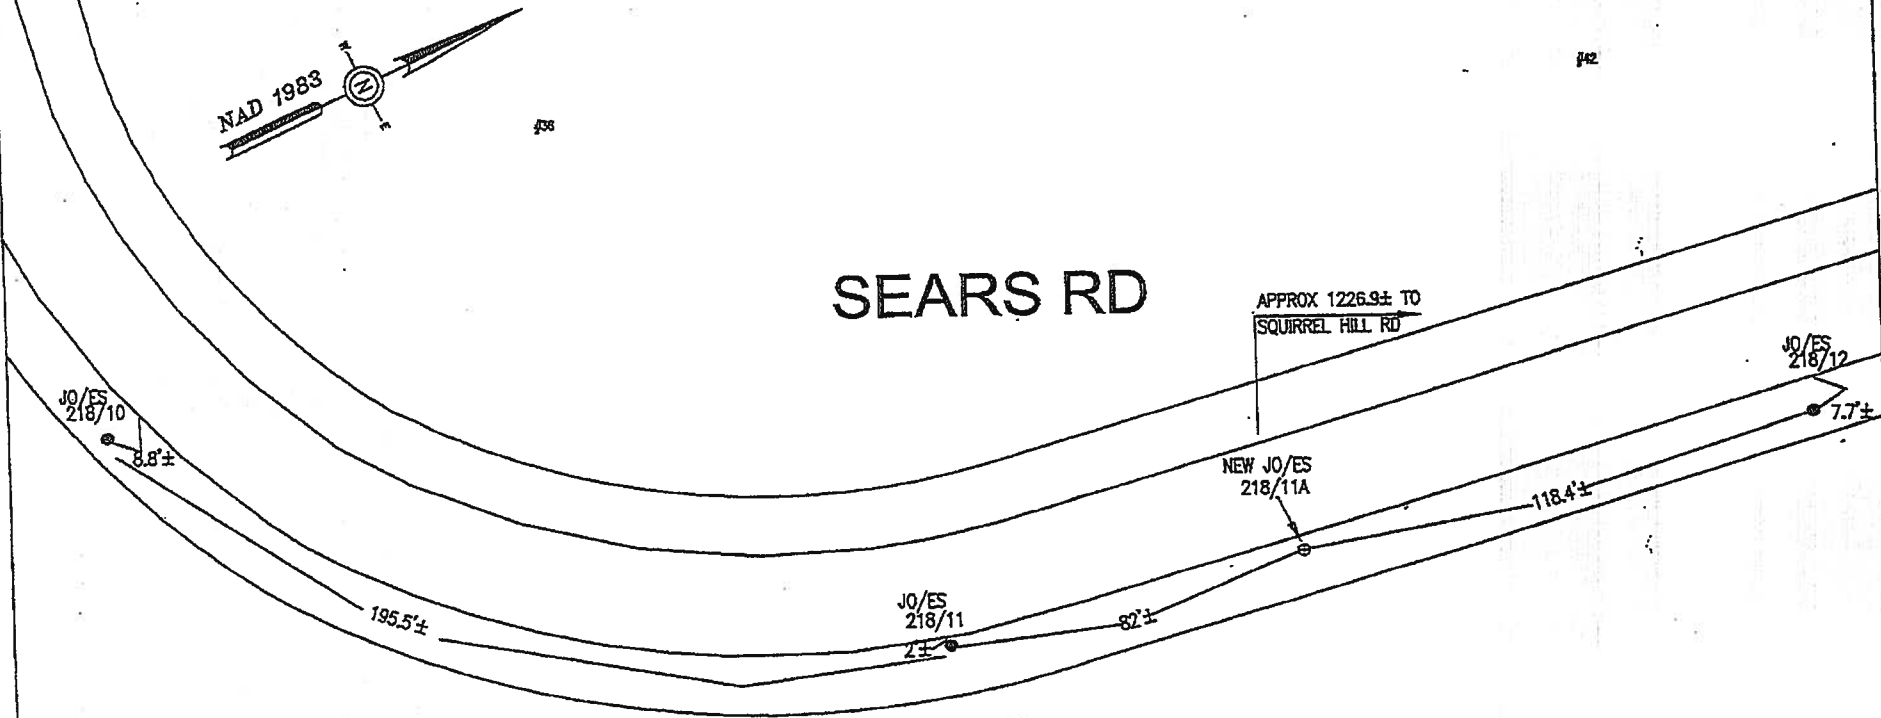 NAD 1983
N
E
#36
#42
SEARS RD
APPROX 1226.9± TO
SQUIRREL HILL RD
JO/ES
218/12
7.7'±
JO/ES
218/10
8.8'±
NEW JO/ES
218/11A
118.4'±
JO/ES
218/11
2'±
82'±
195.5'±